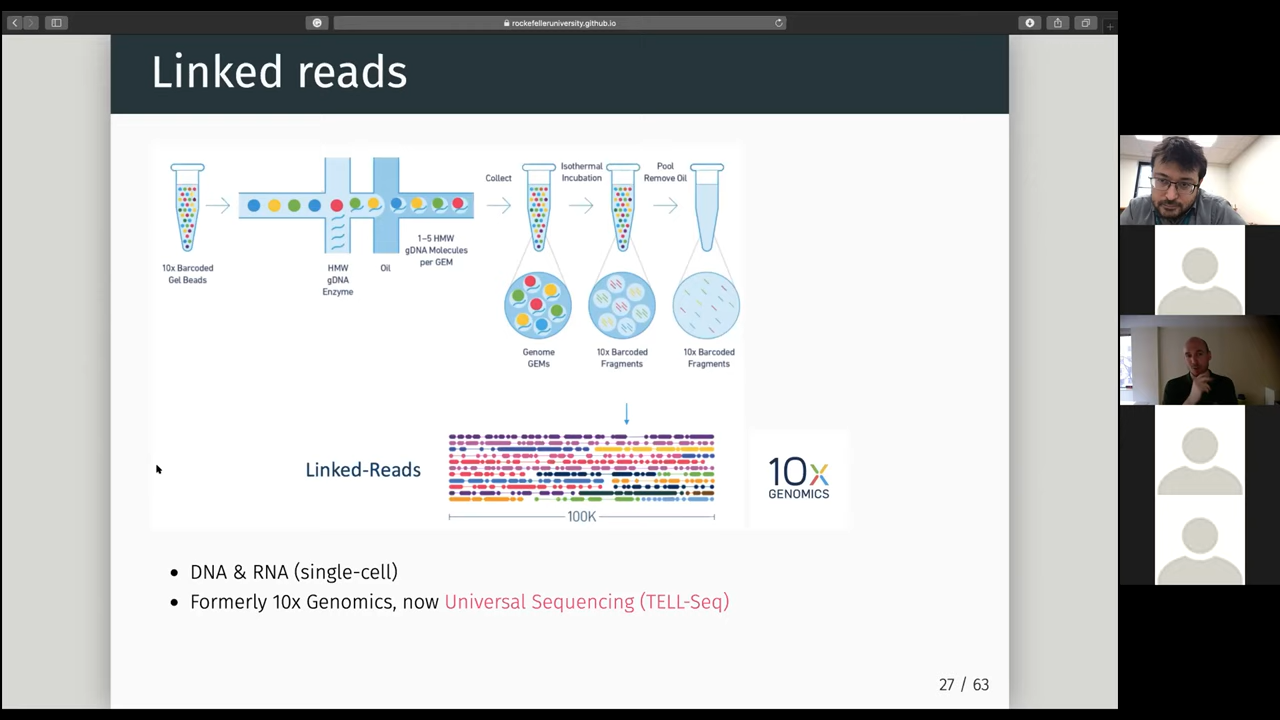 rockefelleruniversity.github.io
Linked reads
Collect
Isothermal
Incubation
Pool
Remove Oil
10x Barcoded
Gel Beads
HMW
gDNA
Enzyme
Oil
1-5 HMW
gDNA Molecules
per GEM
Genome
GEMs
10x Barcoded
Fragments
10x Barcoded
Fragments
Linked-Reads
100K
10x
GENOMICS
• DNA & RNA (single-cell)
• Formerly 10x Genomics, now Universal Sequencing (TELL-Seq)
27 / 63